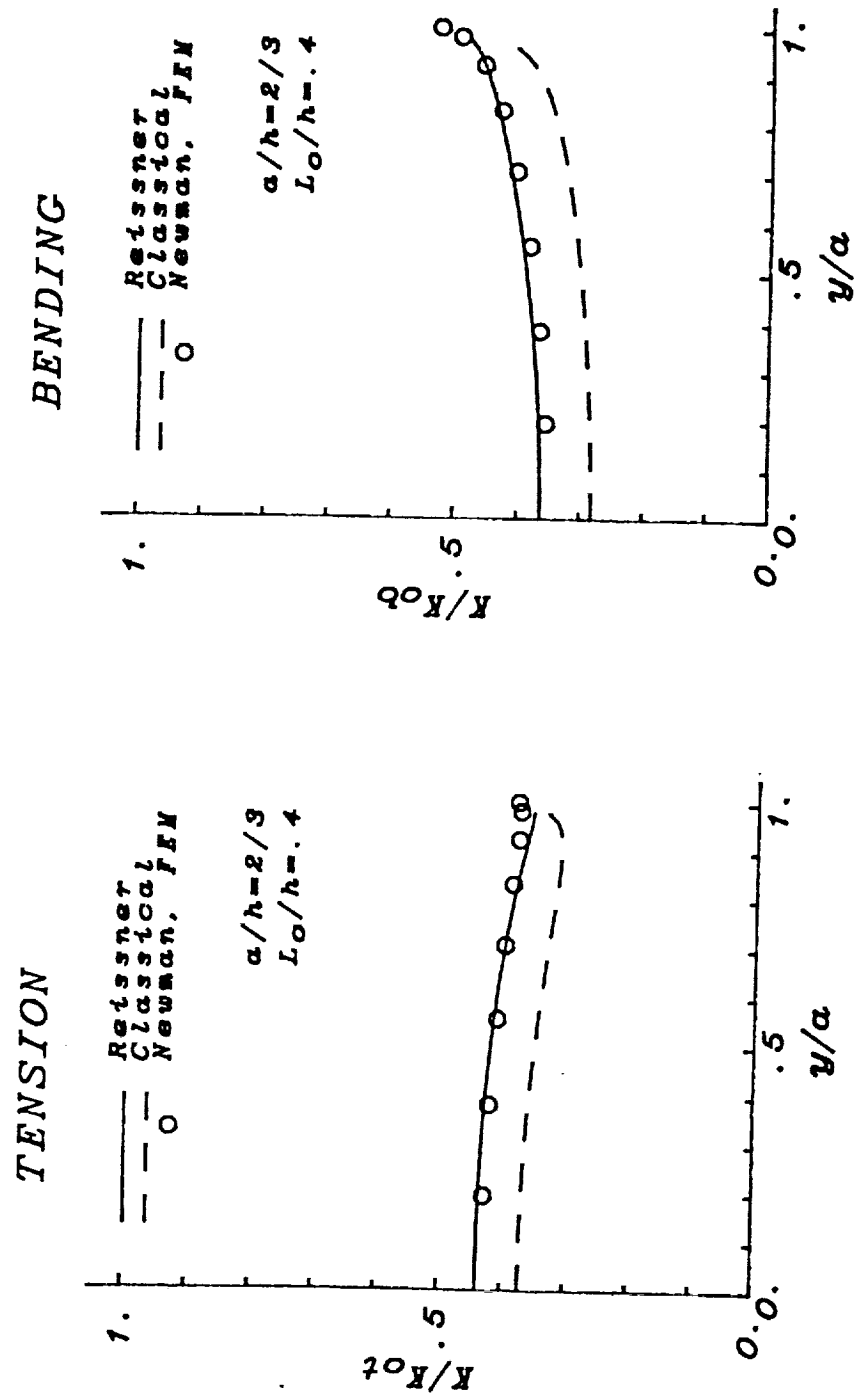 TENSION
Reissner
Classical
Newman, FEM
a/h=2/3
Lo/h=.4
1.
.5
0.
K/Kot
0.
.5
1.
y/a
BENDING
Reissner
Classical
Newman, FEM
a/h=2/3
Lo/h=.4
1.
.5
0.
K/Kob
0.
.5
1.
y/a